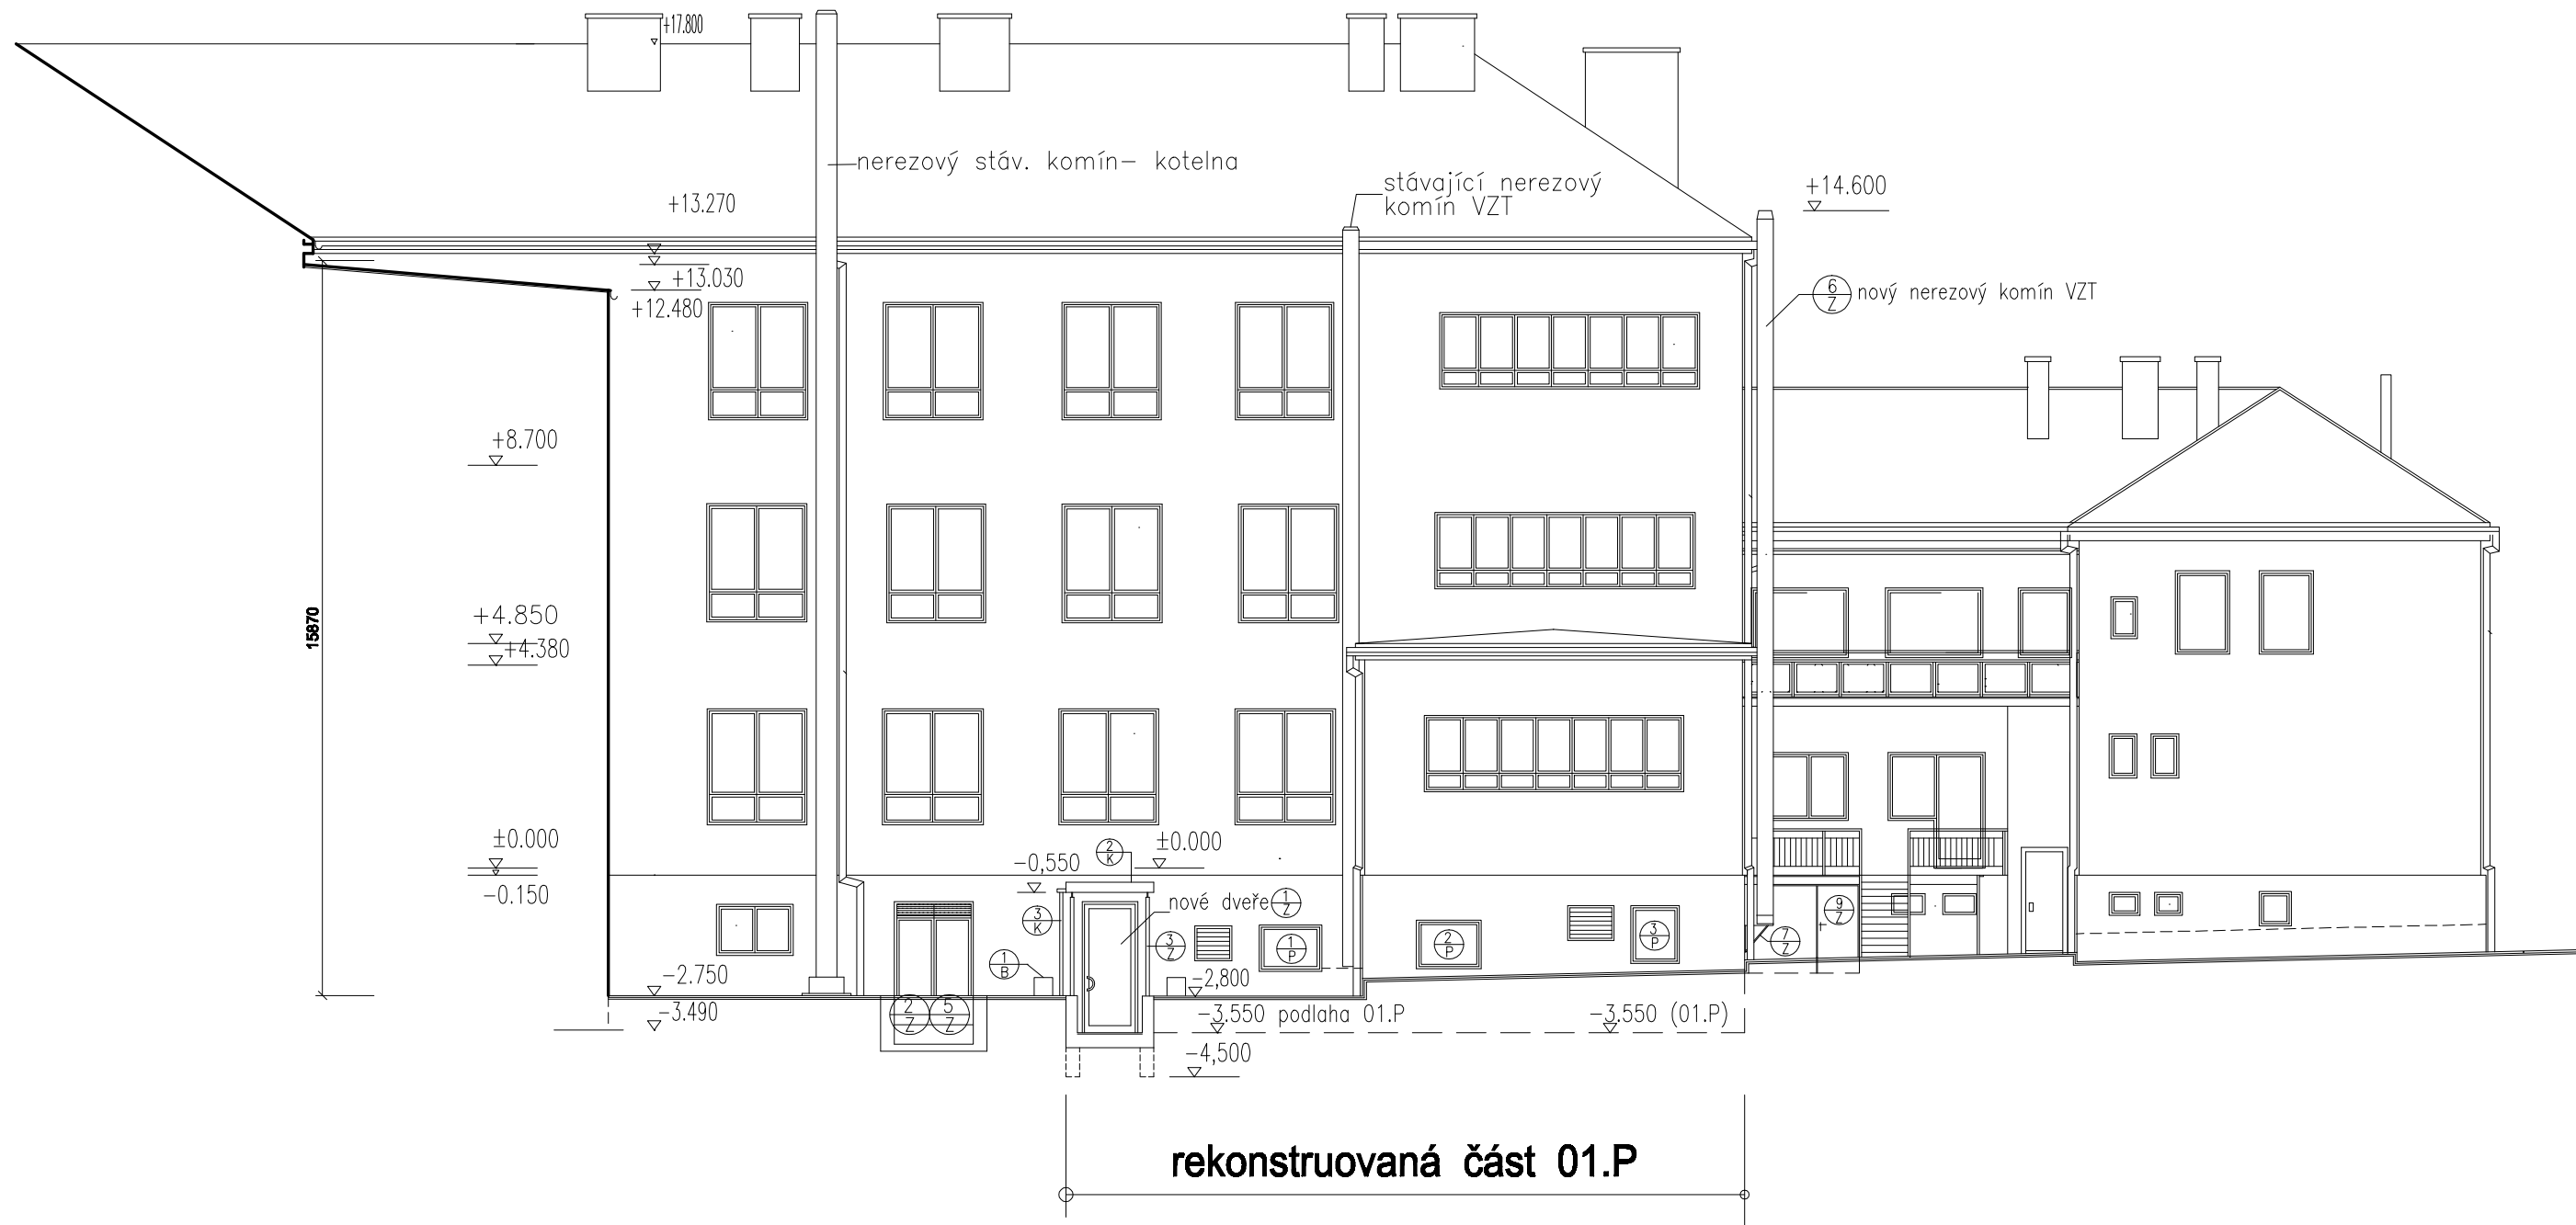 +17.800
nerezový stáv. komín– kotelna
stávající nerezový
komín VZT
+14.600
+13.270
+13.030
+12.480
6
Z
nový nerezový komín VZT
+8.700
+4.850
+4.380
15870
±0.000
-0.150
2
K
±0.000
-0,550
nové dveře
1
Z
3
K
3
Z
1
P
2
P
3
P
9
Z
7
Z
1
B
-2.750
-2,800
-3.490
2
Z
5
Z
-3.550 podlaha 01.P
-3.550 (01.P)
-4,500
rekonstruovaná část 01.P